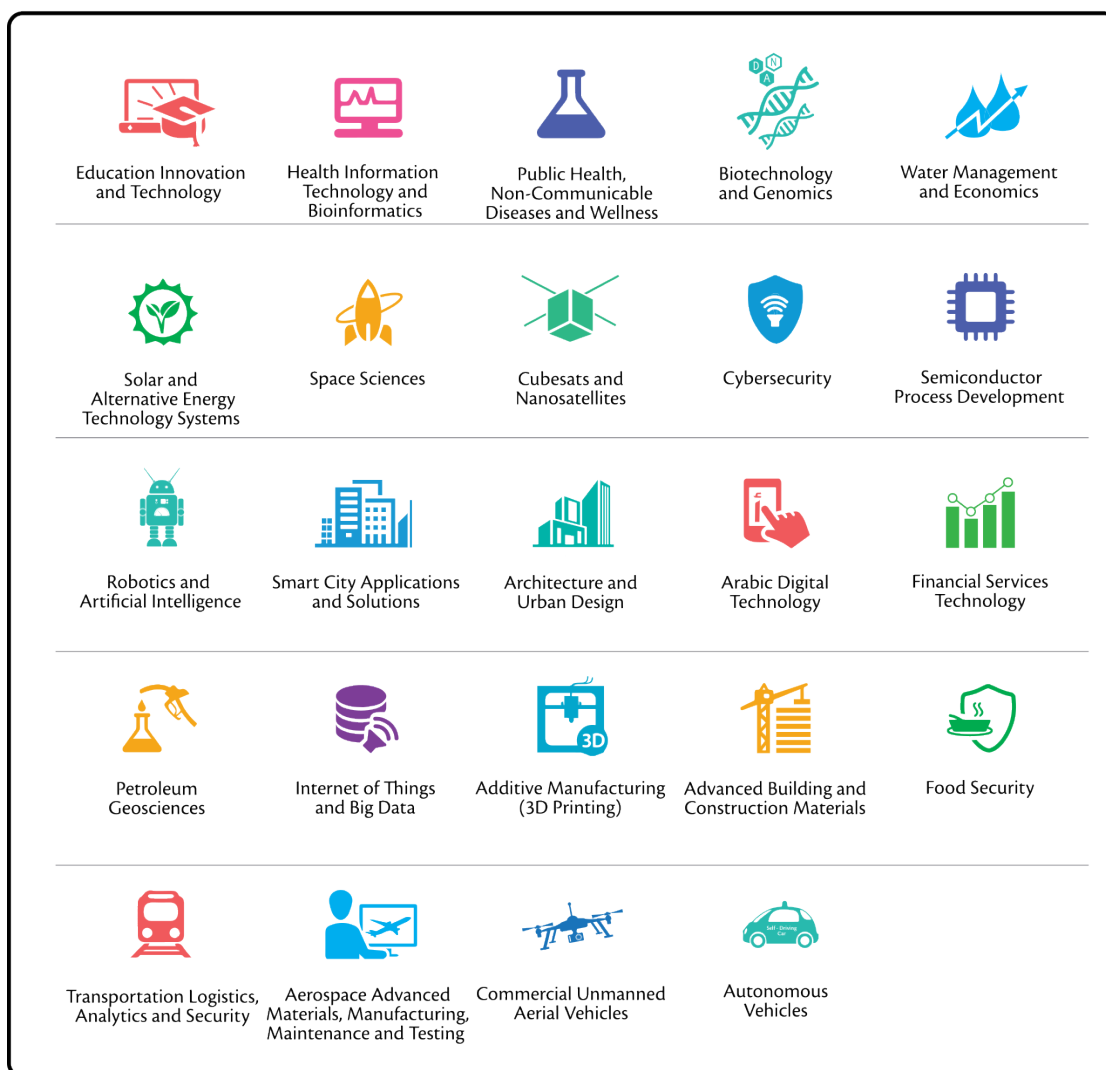 D
N
A
Education Innovation
and Technology
Health Information
Technology and
Bioinformatics
Public Health,
Non-Communicable
Diseases and Wellness
Biotechnology
and Genomics
Water Management
and Economics
Solar and
Alternative Energy
Technology Systems
Space Sciences
Cubesats and
Nanosatellites
Cybersecurity
Semiconductor
Process Development
Robotics and
Artificial Intelligence
Smart City Applications
and Solutions
Architecture and
Urban Design
Arabic Digital
Technology
Financial Services
Technology
3D
Petroleum
Geosciences
Internet of Things
and Big Data
Additive Manufacturing
(3D Printing)
Advanced Building and
Construction Materials
Food Security
Self - Driving
Car
Transportation Logistics,
Analytics and Security
Aerospace Advanced
Materials, Manufacturing,
Maintenance and Testing
Commercial Unmanned
Aerial Vehicles
Autonomous
Vehicles